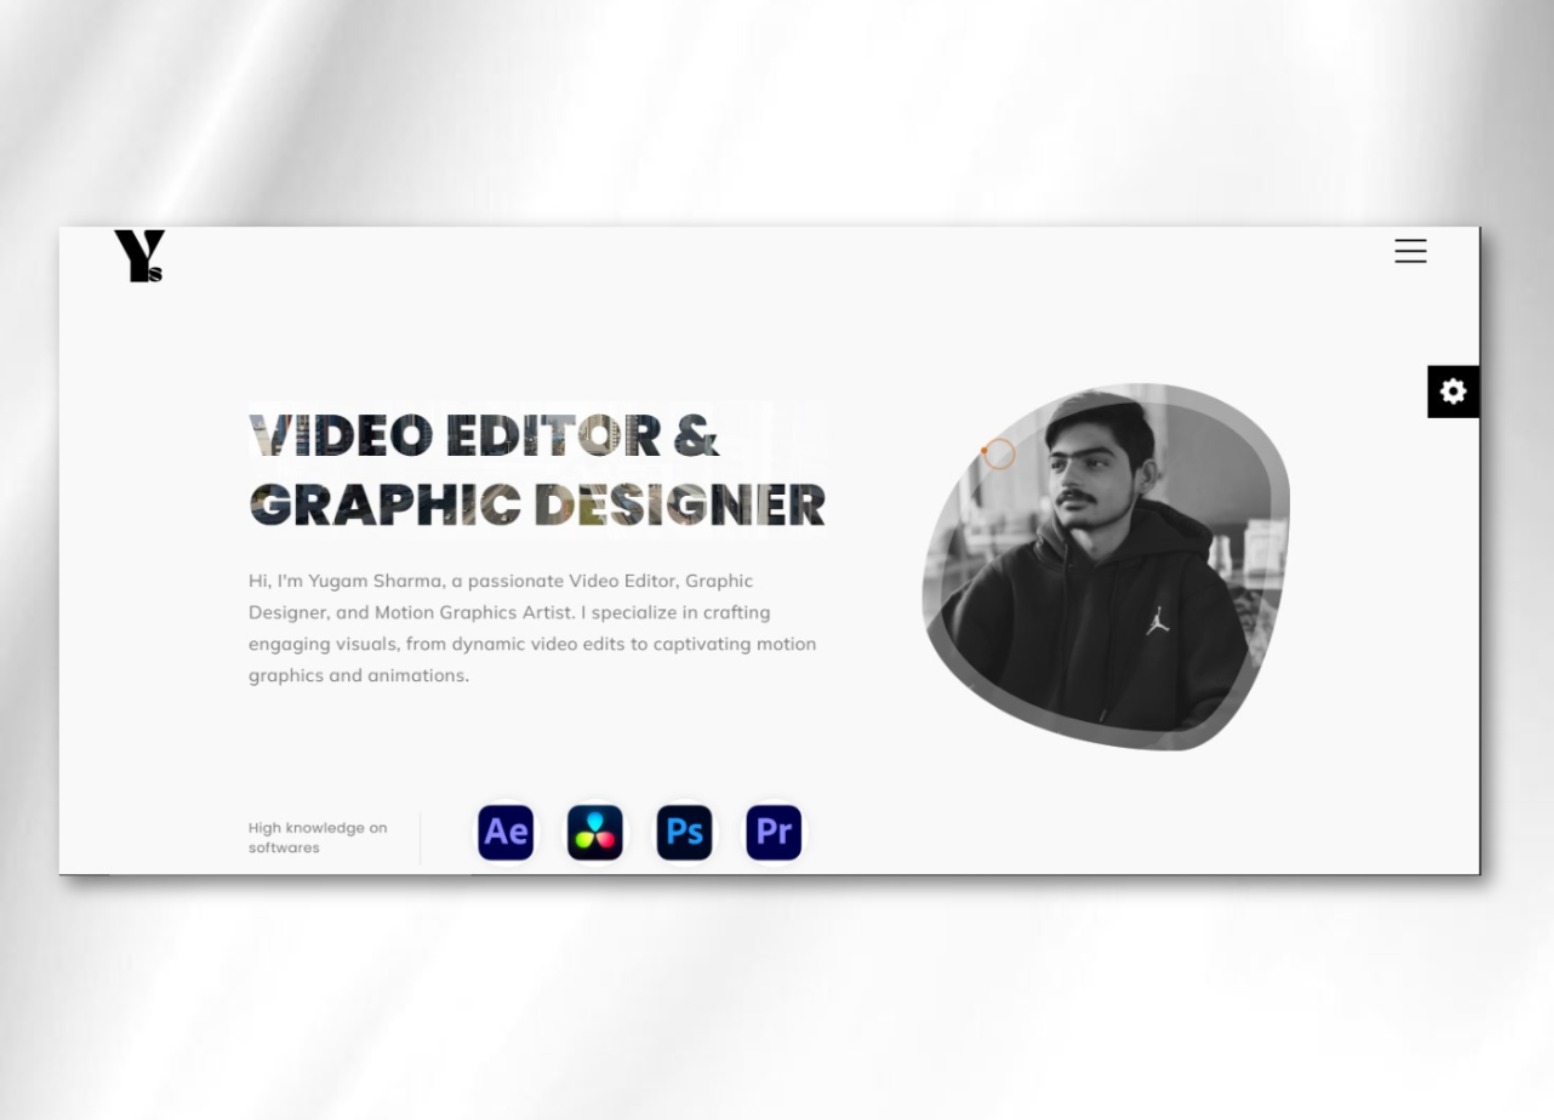 Ys
VIDEO EDITOR &
GRAPHIC DESIGNER
Hi, I'm Yugam Sharma, a passionate Video Editor, Graphic
Designer, and Motion Graphics Artist. I specialize in crafting
engaging visuals, from dynamic video edits to captivating motion
graphics and animations.
High knowledge on
softwares
Ae
Ps
Pr